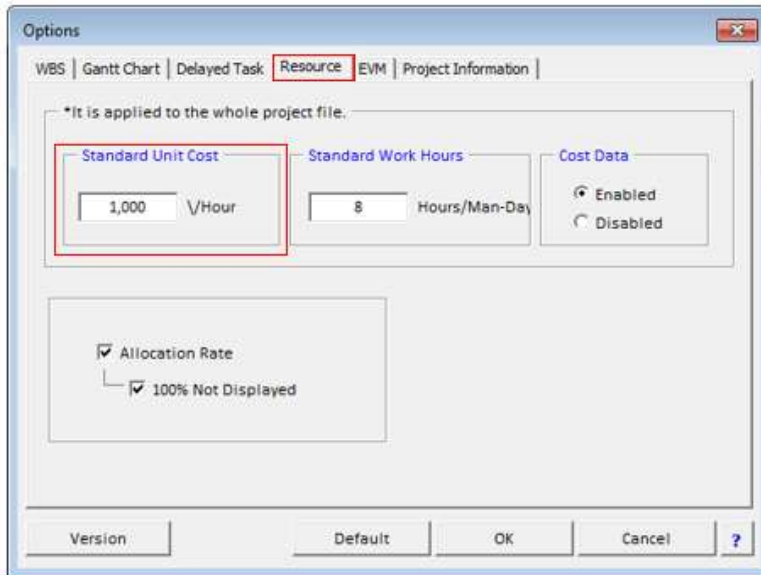 Options
WBS | Gantt Chart | Delayed Task | Resource | EVM | Project Information |
*It is applied to the whole project file.
Standard Unit Cost Standard Work Hours Cost Data
1,000 \/Hour 8 Hours/Man-Day Enabled
Disabled
Allocation Rate
100% Not Displayed
Version Default OK Cancel ?